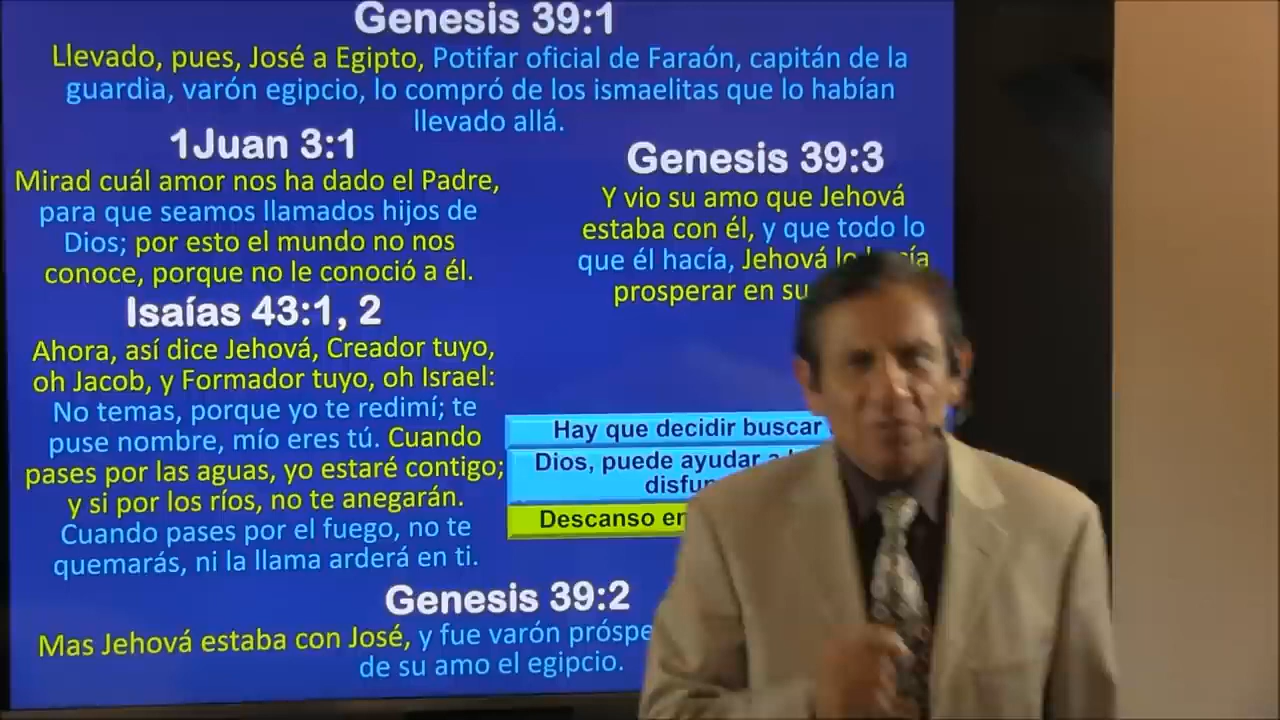 Genesis 39:1
Llevado, pues, José a Egipto, Potifar oficial de Faraón, capitán de la
guardia, varón egipcio, lo compró de los ismaelitas que lo habían
llevado allá.
1Juan 3:1
Mirad cuál amor nos ha dado el Padre,
para que seamos llamados hijos de
Dios; por esto el mundo no nos
conoce, porque no le conoció a él.
Isaías 43:1, 2
Ahora, así dice Jehová, Creador tuyo,
oh Jacob, y Formador tuyo, oh Israel:
No temas, porque yo te redimí; te
puse nombre, mío eres tú. Cuando
pases por las aguas, yo estaré contigo;
y si por los ríos, no te anegarán.
Cuando pases por el fuego, no te
quemarás, ni la llama arderá en ti.
Genesis 39:3
Y vio su amo que Jehová
estaba con él, y que todo lo
que él hacía, Jehová lo
prosperar en su
Hay que decidir buscar
Dios, puede ayudar a
Descanso en
Genesis 39:2
Mas Jehová estaba con José, y fue varón
de su amo el egipcio.